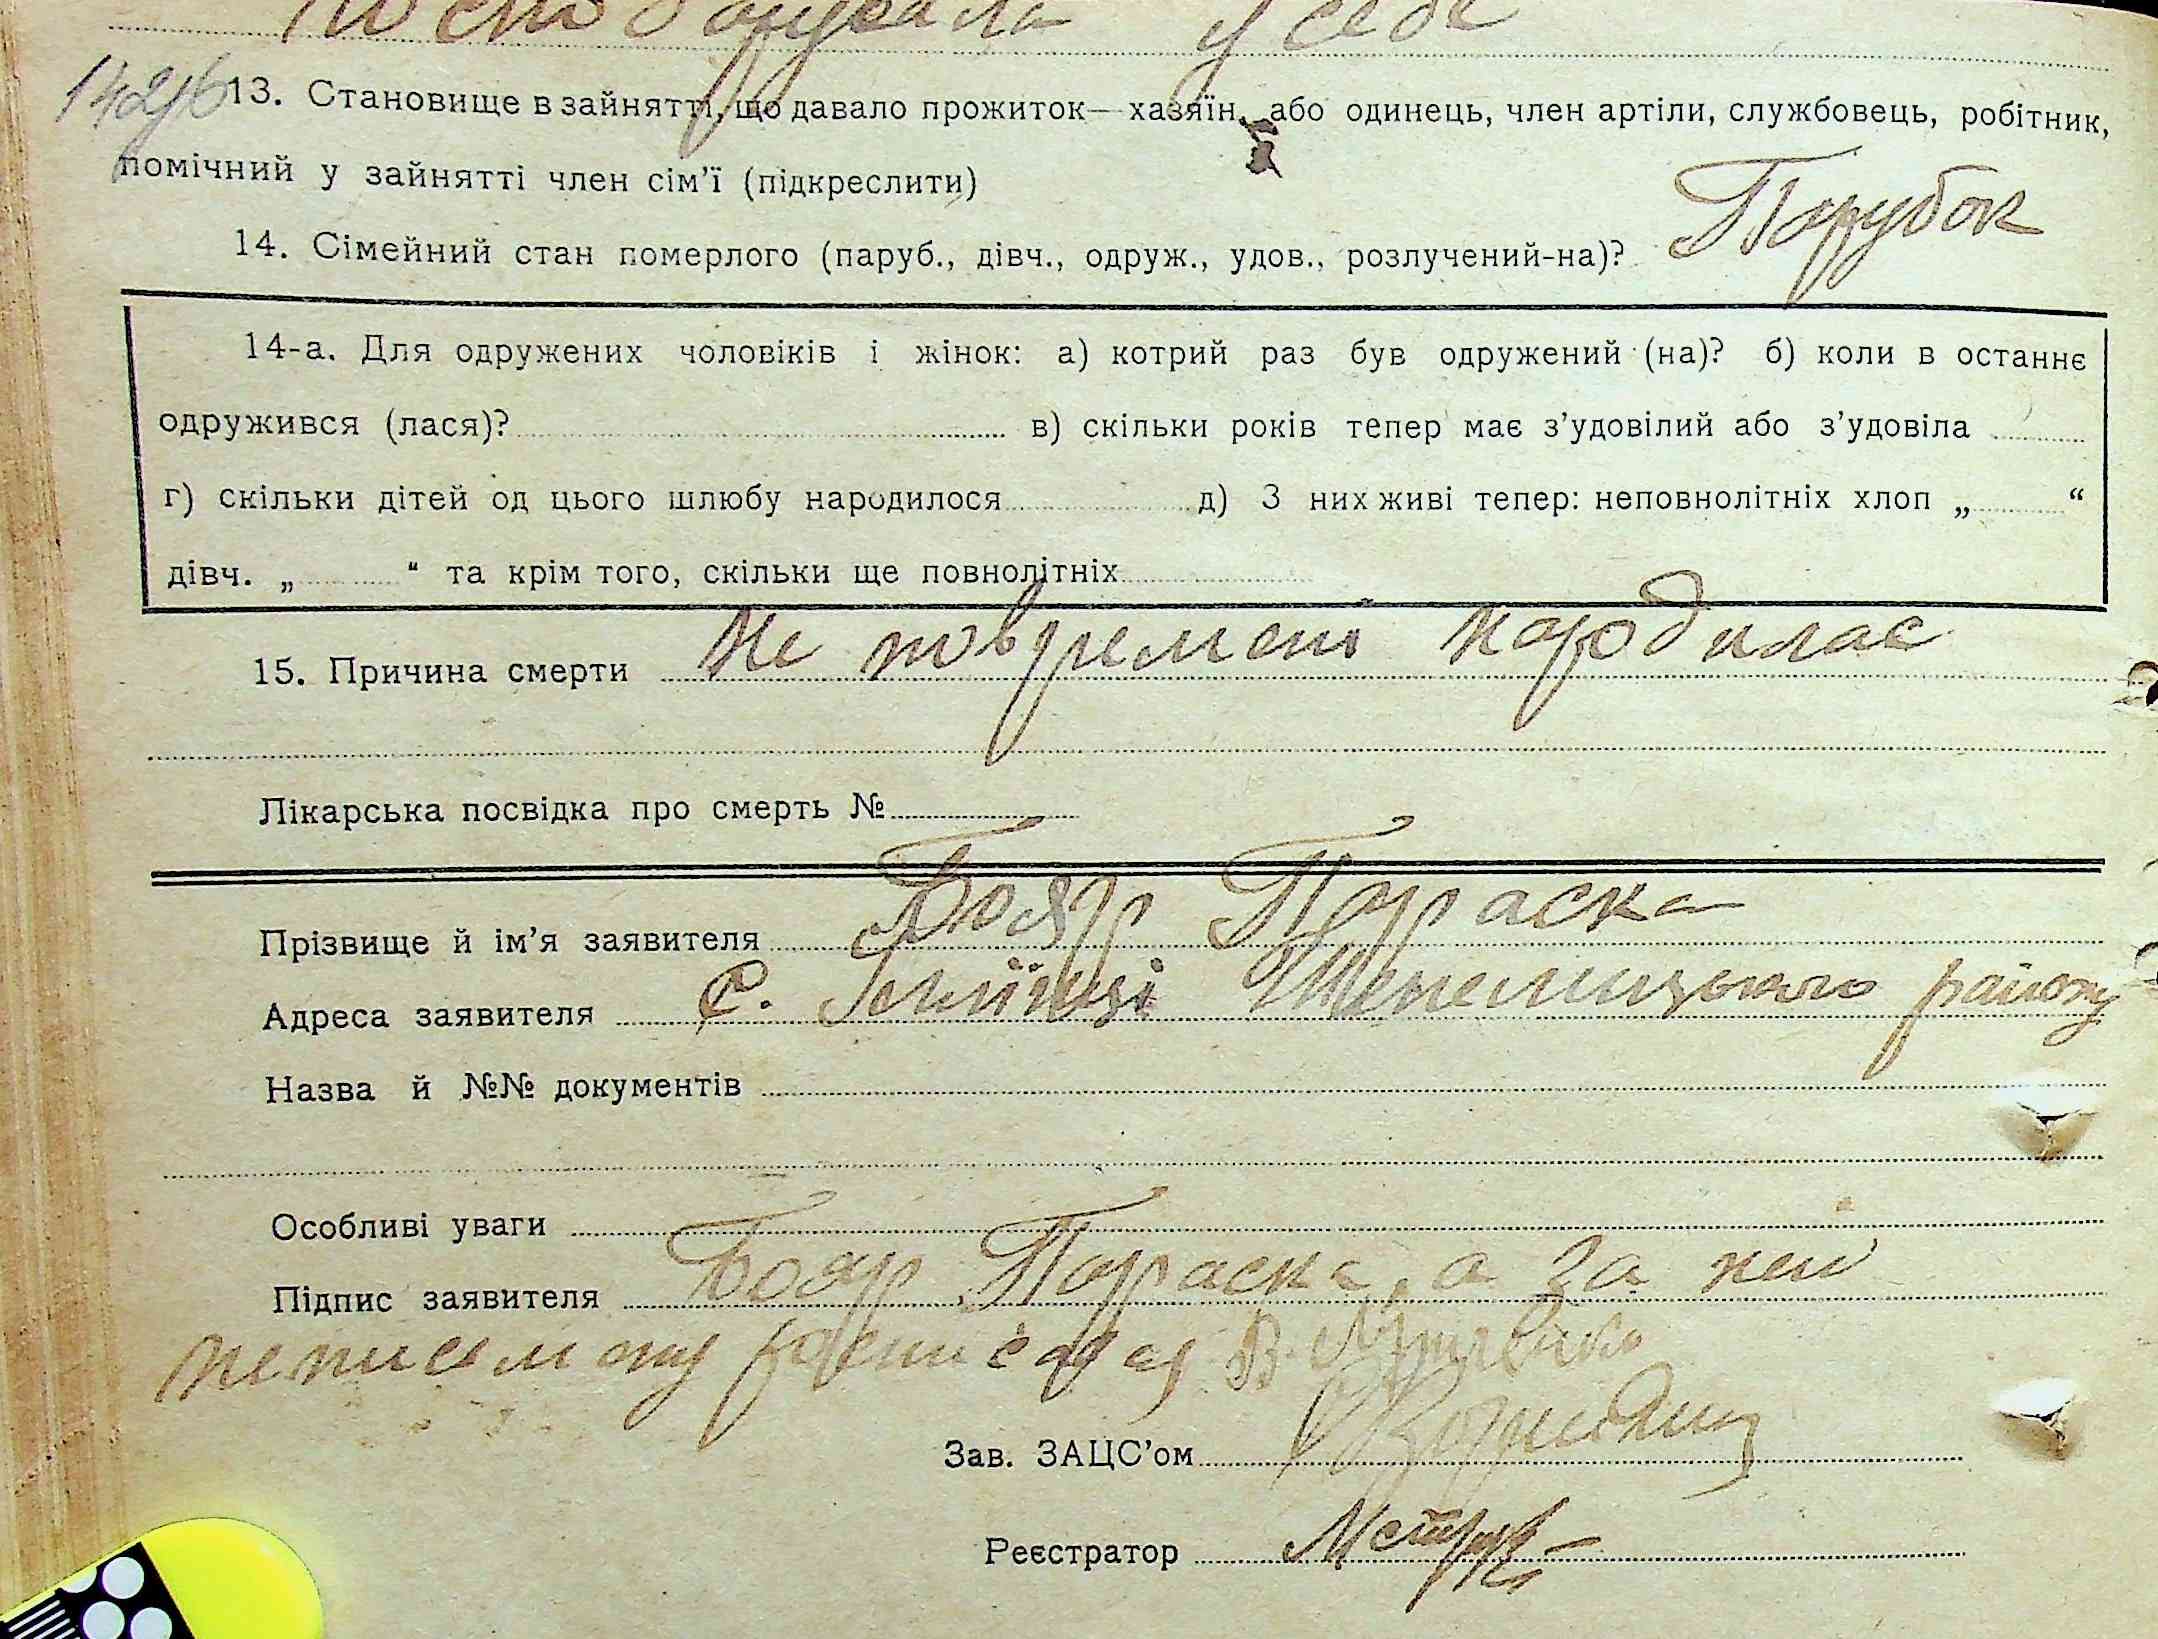 у себе
13. Становище в зайнятті, що давало прожиток— хазяїн, або одинець, член артіли, службовець, робітник,
помічний у зайнятті член сім’ї (підкреслити)
14. Сімейний стан померлого (паруб., дівч., одруж., удов., розлучений-на)? Парубок
14-а. Для одружених чоловіків і жінок: а) котрий раз був одружений (на)? б) коли в останнє
одружився (лася)? в) скільки років тепер має з’удовілий або з’удовіла
г) скільки дітей од цього шлюбу народилося д) З них живі тепер: неповнолітніх хлоп „ “
дівч. „ “ та крім того, скільки ще повнолітніх
15. Причина смерти не повремені народилас
Лікарська посвідка про смерть №
Прізвище й ім’я заявителя Бояр Параска
Адреса заявителя с. Іллінці Шепелицького району
Назва й №№ документів
Особливі уваги
Підпис заявителя Бояр Параска, а за неї
неписьмену В.
Зав. ЗАЦС’ом
Реєстратор